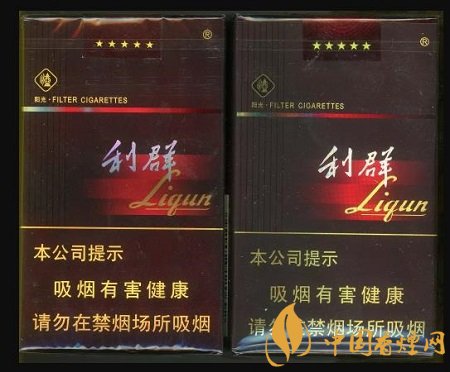 ★★★★★ ®
阳光·FILTER CIGARETTES
利群
Liqun
本公司提示
吸烟有害健康
请勿在禁烟场所吸烟
★★★★★ ®
阳光·FILTER CIGARETTES
利群
Liqun
本公司提示
吸烟有害健康
请勿在禁烟场所吸烟
中国香烟网